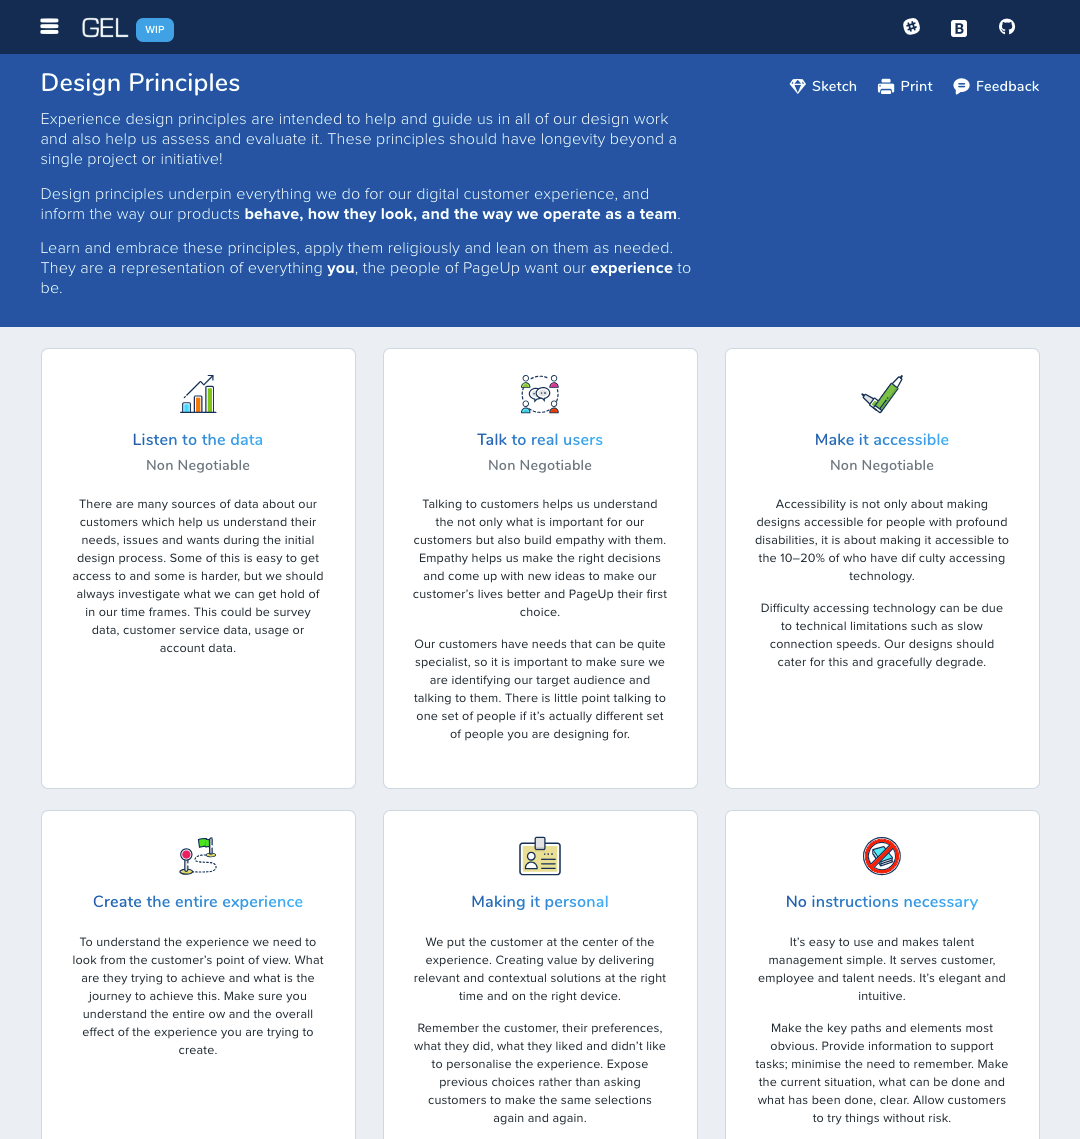 GEL WIP
B
Design Principles
Sketch Print Feedback
Experience design principles are intended to help and guide us in all of our design work
and also help us assess and evaluate it. These principles should have longevity beyond a
single project or initiative!
Design principles underpin everything we do for our digital customer experience, and
inform the way our products behave, how they look, and the way we operate as a team.
Learn and embrace these principles, apply them religiously and lean on them as needed.
They are a representation of everything you, the people of PageUp want our experience to
be.
Listen to the data
Non Negotiable
There are many sources of data about our
customers which help us understand their
needs, issues and wants during the initial
design process. Some of this is easy to get
access to and some is harder, but we should
always investigate what we can get hold of
in our time frames. This could be survey
data, customer service data, usage or
account data.
Talk to real users
Non Negotiable
Talking to customers helps us understand
the not only what is important for our
customers but also build empathy with them.
Empathy helps us make the right decisions
and come up with new ideas to make our
customer's lives better and PageUp their first
choice.
Our customers have needs that can be quite
specialist, so it is important to make sure we
are identifying our target audience and
talking to them. There is little point talking to
one set of people if it's actually different set
of people you are designing for.
Make it accessible
Non Negotiable
Accessibility is not only about making
designs accessible for people with profound
disabilities, it is about making it accessible to
the 10–20% of who have dif culty accessing
technology.
Difficulty accessing technology can be due
to technical limitations such as slow
connection speeds. Our designs should
cater for this and gracefully degrade.
Create the entire experience
To understand the experience we need to
look from the customer's point of view. What
are they trying to achieve and what is the
journey to achieve this. Make sure you
understand the entire ow and the overall
effect of the experience you are trying to
create.
Making it personal
We put the customer at the center of the
experience. Creating value by delivering
relevant and contextual solutions at the right
time and on the right device.
Remember the customer, their preferences,
what they did, what they liked and didn't like
to personalise the experience. Expose
previous choices rather than asking
customers to make the same selections
again and again.
No instructions necessary
It's easy to use and makes talent
management simple. It serves customer,
employee and talent needs. It's elegant and
intuitive.
Make the key paths and elements most
obvious. Provide information to support
tasks; minimise the need to remember. Make
the current situation, what can be done and
what has been done, clear. Allow customers
to try things without risk.